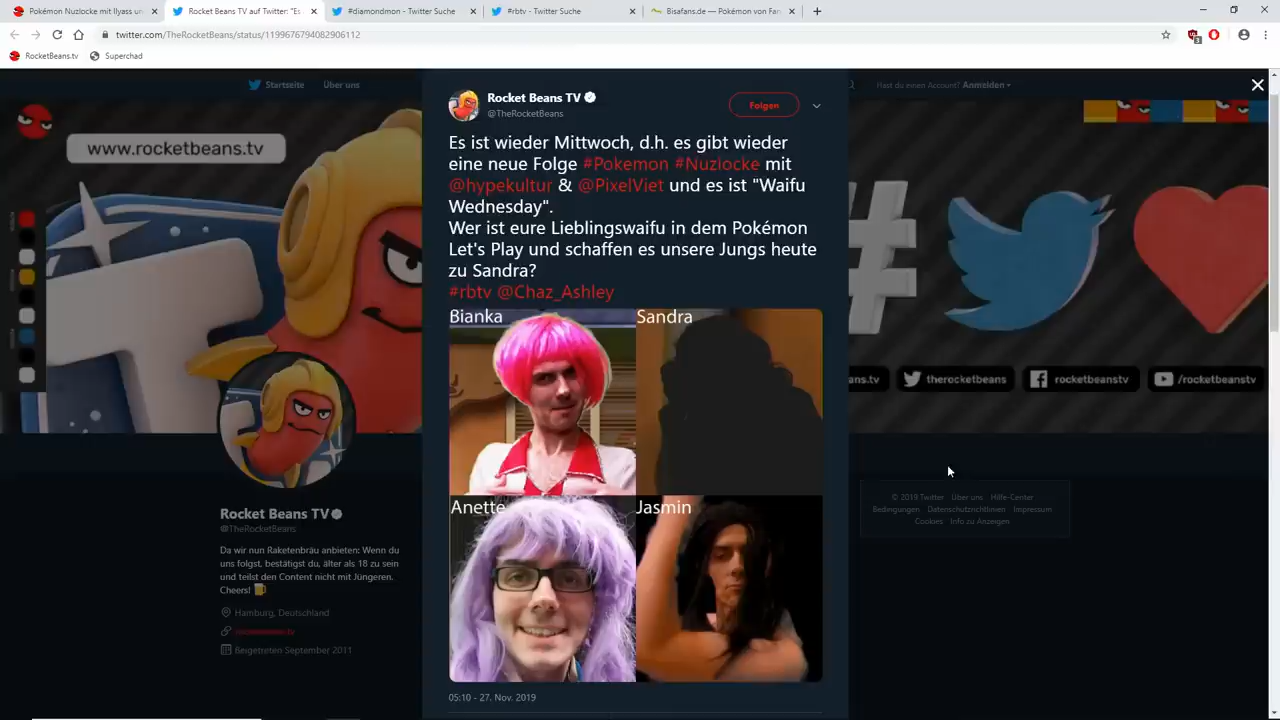 Pokémon Nuzlocke mit Ilyass un
Rocket Beans TV auf Twitter: "Es
#diamondmon - Twitter Suche
#rbtv - Twitter Suche
Bisafans.de — Pokémon von Fan
twitter.com/TheRocketBeans/status/1199676794082906112
RocketBeans.tv
Superchad
Startseite
Über uns
Hast du einen Account? Anmelden
www.rocketbeans.tv
Rocket Beans TV
@TheRocketBeans
Folgen
Es ist wieder Mittwoch, d.h. es gibt wieder
eine neue Folge #Pokemon #Nuzlocke mit
@hypekultur & @PixelViet und es ist "Waifu
Wednesday".
Wer ist eure Lieblingswaifu in dem Pokémon
Let's Play und schaffen es unsere Jungs heute
zu Sandra?
#rbtv @Chaz_Ashley
Bianka
Sandra
Anette
Jasmin
05:10 - 27. Nov. 2019
#
ans.tv
therocketbeans
rocketbeanstv
/rocketbeanstv
Rocket Beans TV
@TheRocketBeans
Da wir nun Raketenbräu anbieten: Wenn du
uns folgst, bestätigst du, älter als 18 zu sein
und teilst den Content nicht mit Jüngeren.
Cheers!
Hamburg, Deutschland
rocketbeans.tv
Beigetreten September 2011
© 2019 Twitter Über uns Hilfe-Center
Bedingungen Datenschutzrichtlinien Impressum
Cookies Info zu Anzeigen